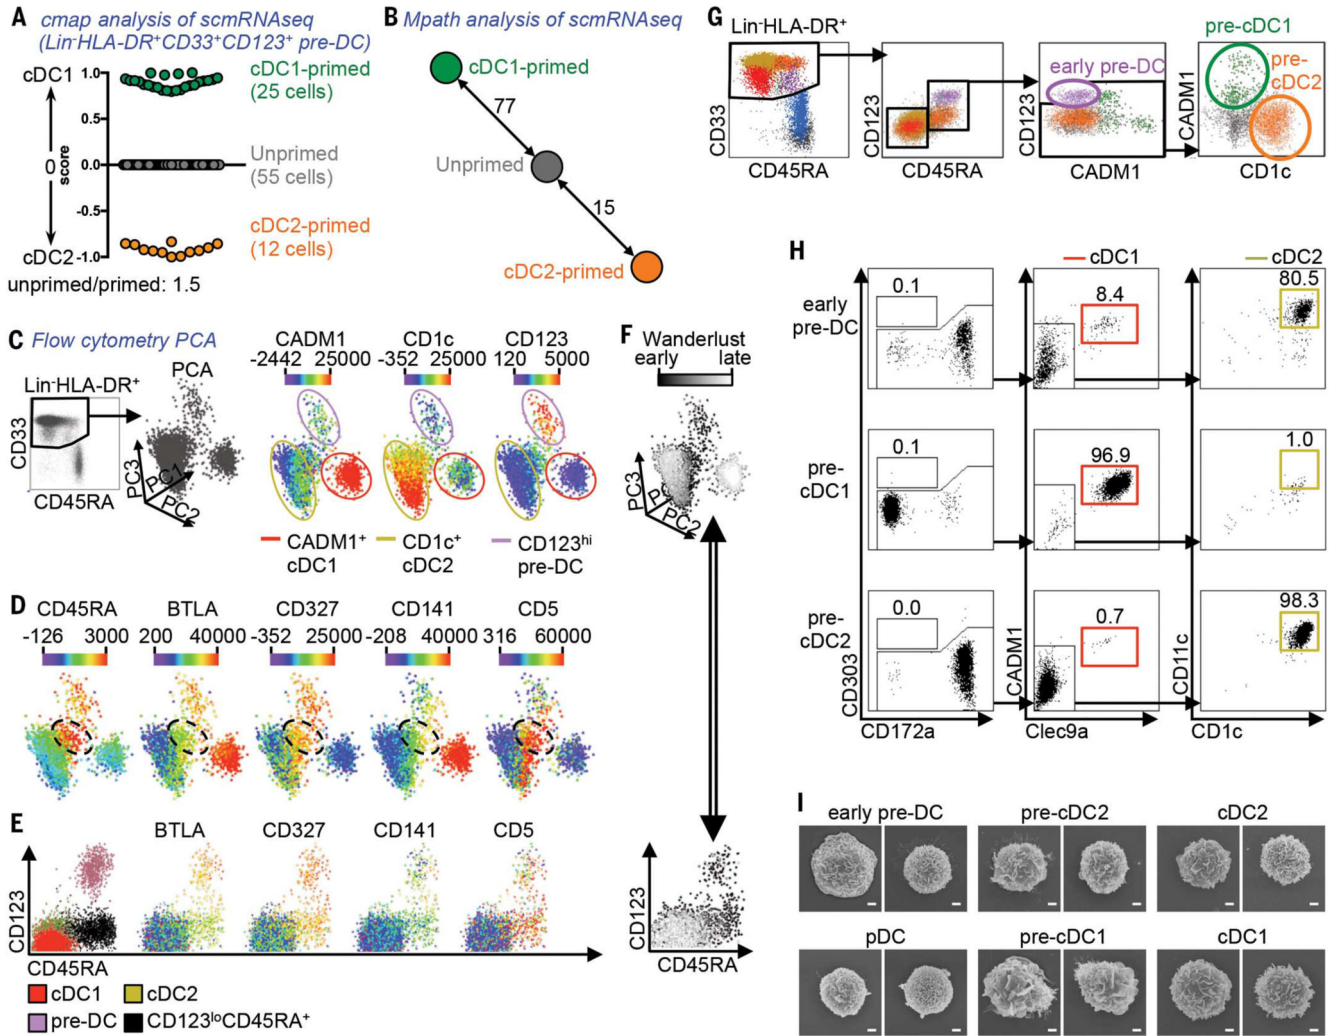 A cmap analysis of scmRNAseq
(Lin⁻HLA-DR⁺CD33⁺CD123⁺ pre-DC)
cDC1
1.0
0.5
0
score
0.0
-0.5
cDC2
-1.0
cDC1-primed
(25 cells)
Unprimed
(55 cells)
cDC2-primed
(12 cells)
unprimed/primed: 1.5
B Mpath analysis of scmRNAseq
cDC1-primed
77
Unprimed
15
cDC2-primed
C Flow cytometry PCA
Lin⁻HLA-DR⁺
CD33
CD45RA
PCA
PC3
PC1
PC2
CADM1
-2442 25000
CD1c
-352 25000
CD123
120 5000
CADM1⁺
cDC1
CD1c⁺
cDC2
CD123ʰⁱ
pre-DC
D
CD45RA
-126 3000
BTLA
200 40000
CD327
-352 25000
CD141
-208 40000
CD5
316 60000
E
BTLA
CD327
CD141
CD5
CD123
CD45RA
cDC1
cDC2
pre-DC
CD123ˡᵒCD45RA⁺
F Wanderlust
early late
PC3
PC2
CD123
CD45RA
G
Lin⁻HLA-DR⁺
CD33
CD45RA
CD123
CD45RA
early pre-DC
CD123
CADM1
pre-cDC1
pre-
cDC2
CADM1
CD1c
H
cDC1
cDC2
early
pre-DC
0.1
8.4
80.5
pre-
cDC1
0.1
96.9
1.0
pre-
cDC2
0.0
0.7
98.3
CD303
CD172a
CADM1
Clec9a
CD11c
CD1c
I
early pre-DC
pre-cDC2
cDC2
pDC
pre-cDC1
cDC1